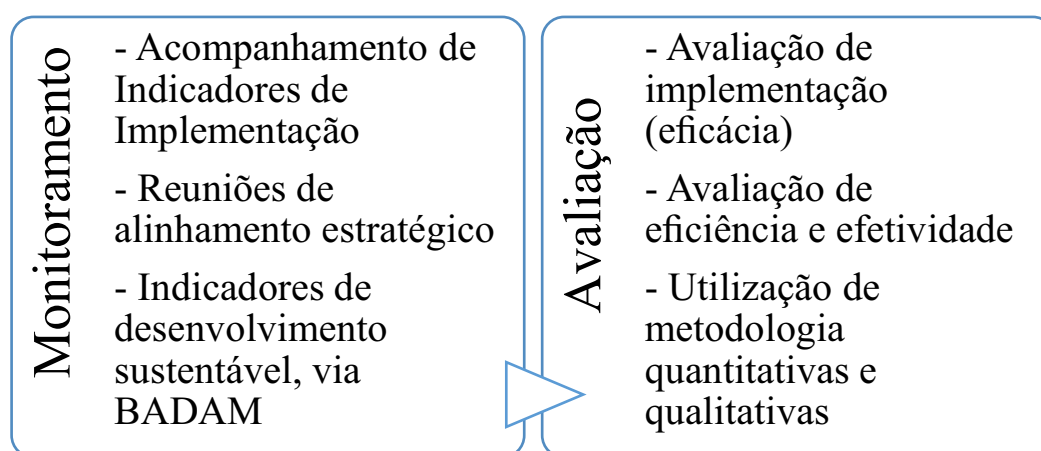 Monitoramento
- Acompanhamento de
Indicadores de
Implementação
- Reuniões de
alinhamento estratégico
- Indicadores de
desenvolvimento
sustentável, via
BADAM
Avaliação
- Avaliação de
implementação
(eficácia)
- Avaliação de
eficiência e efetividade
- Utilização de
metodologia
quantitativas e
qualitativas